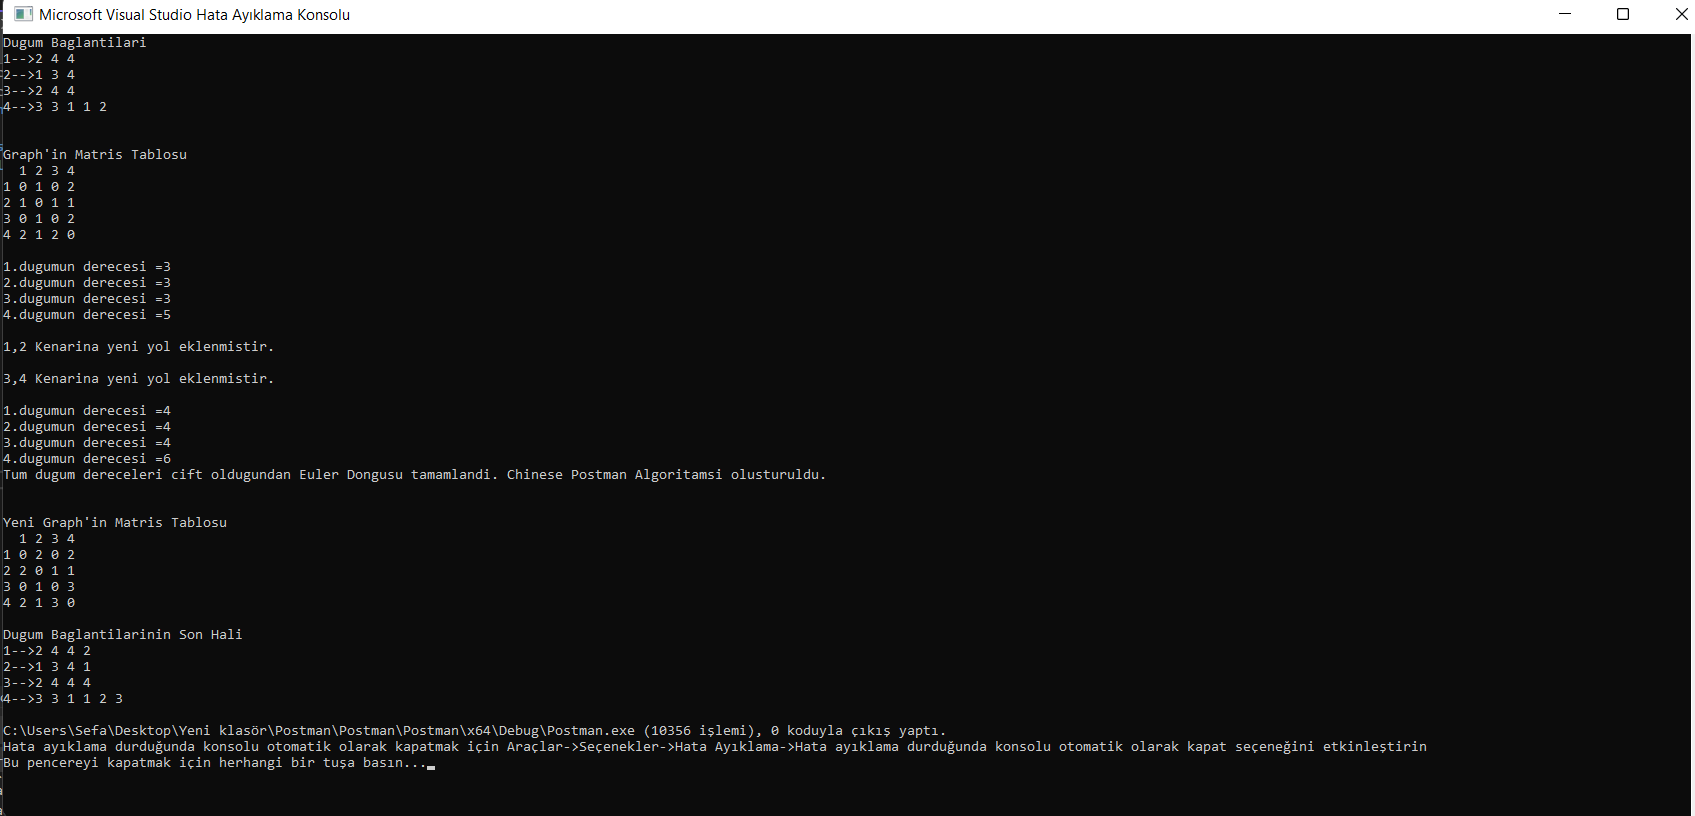 Microsoft Visual Studio Hata Ayıklama Konsolu
Dugum Baglantilari
1-->2 4 4
2-->1 3 4
3-->2 4 4
4-->3 3 1 1 2
Graph'in Matris Tablosu
1 2 3 4
1 0 1 0 2
2 1 0 1 1
3 0 1 0 2
4 2 1 2 0
1.dugumun derecesi =3
2.dugumun derecesi =3
3.dugumun derecesi =3
4.dugumun derecesi =5
1,2 Kenarina yeni yol eklenmistir.
3,4 Kenarina yeni yol eklenmistir.
1.dugumun derecesi =4
2.dugumun derecesi =4
3.dugumun derecesi =4
4.dugumun derecesi =6
Tum dugum dereceleri cift oldugundan Euler Dongusu tamamlandi. Chinese Postman Algoritamsi olusturuldu.
Yeni Graph'in Matris Tablosu
1 2 3 4
1 0 2 0 2
2 2 0 1 1
3 0 1 0 3
4 2 1 3 0
Dugum Baglantilarinin Son Hali
1-->2 4 4 2
2-->1 3 4 1
3-->2 4 4 4
4-->3 3 1 1 2 3
C:\Users\Sefa\Desktop\Yeni klasör\Postman\Postman\Postman\x64\Debug\Postman.exe (10356 işlemi), 0 koduyla çıkış yaptı.
Hata ayıklama durduğunda konsolu otomatik olarak kapatmak için Araçlar->Seçenekler->Hata Ayıklama->Hata ayıklama durduğunda konsolu otomatik olarak kapat seçeneğini etkinleştirin
Bu pencereyi kapatmak için herhangi bir tuşa basın...